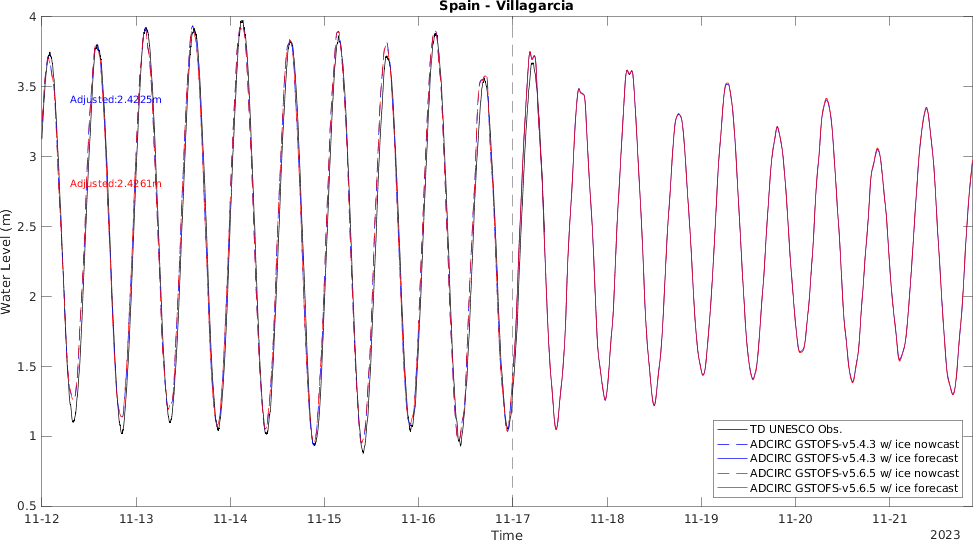 Spain - Villagarcia
4
3.5
3
2.5
2
1.5
1
0.5
Water Level (m)
Adjusted:2.4225m
Adjusted:2.4261m
TD UNESCO Obs.
ADCIRC GSTOFS-v5.4.3 w/ ice nowcast
ADCIRC GSTOFS-v5.4.3 w/ ice forecast
ADCIRC GSTOFS-v5.6.5 w/ ice nowcast
ADCIRC GSTOFS-v5.6.5 w/ ice forecast
11-12 11-13 11-14 11-15 11-16 11-17 11-18 11-19 11-20 11-21
Time
2023